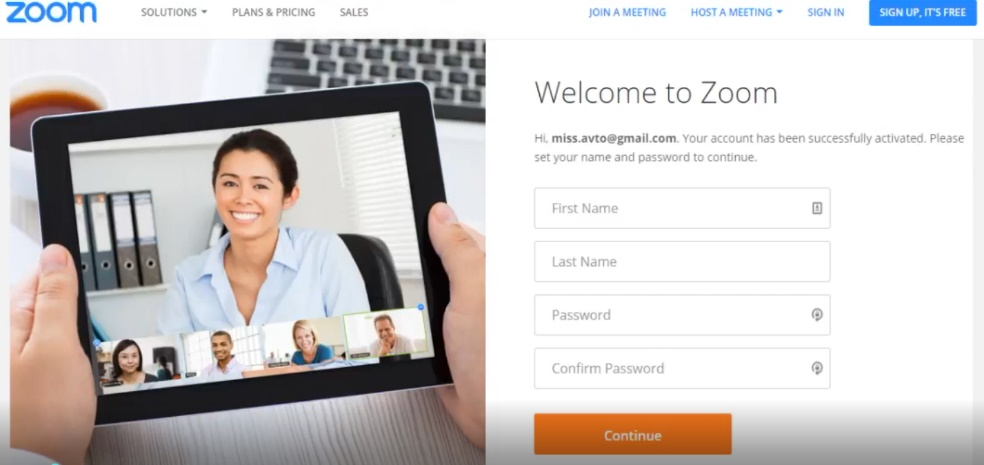 zoom
SOLUTIONS
PLANS & PRICING
SALES
JOIN A MEETING
HOST A MEETING
SIGN IN
SIGN UP, IT'S FREE
Welcome to Zoom
Hi, miss.avto@gmail.com. Your account has been successfully activated. Please
set your name and password to continue.
First Name
Last Name
Password
Confirm Password
Continue